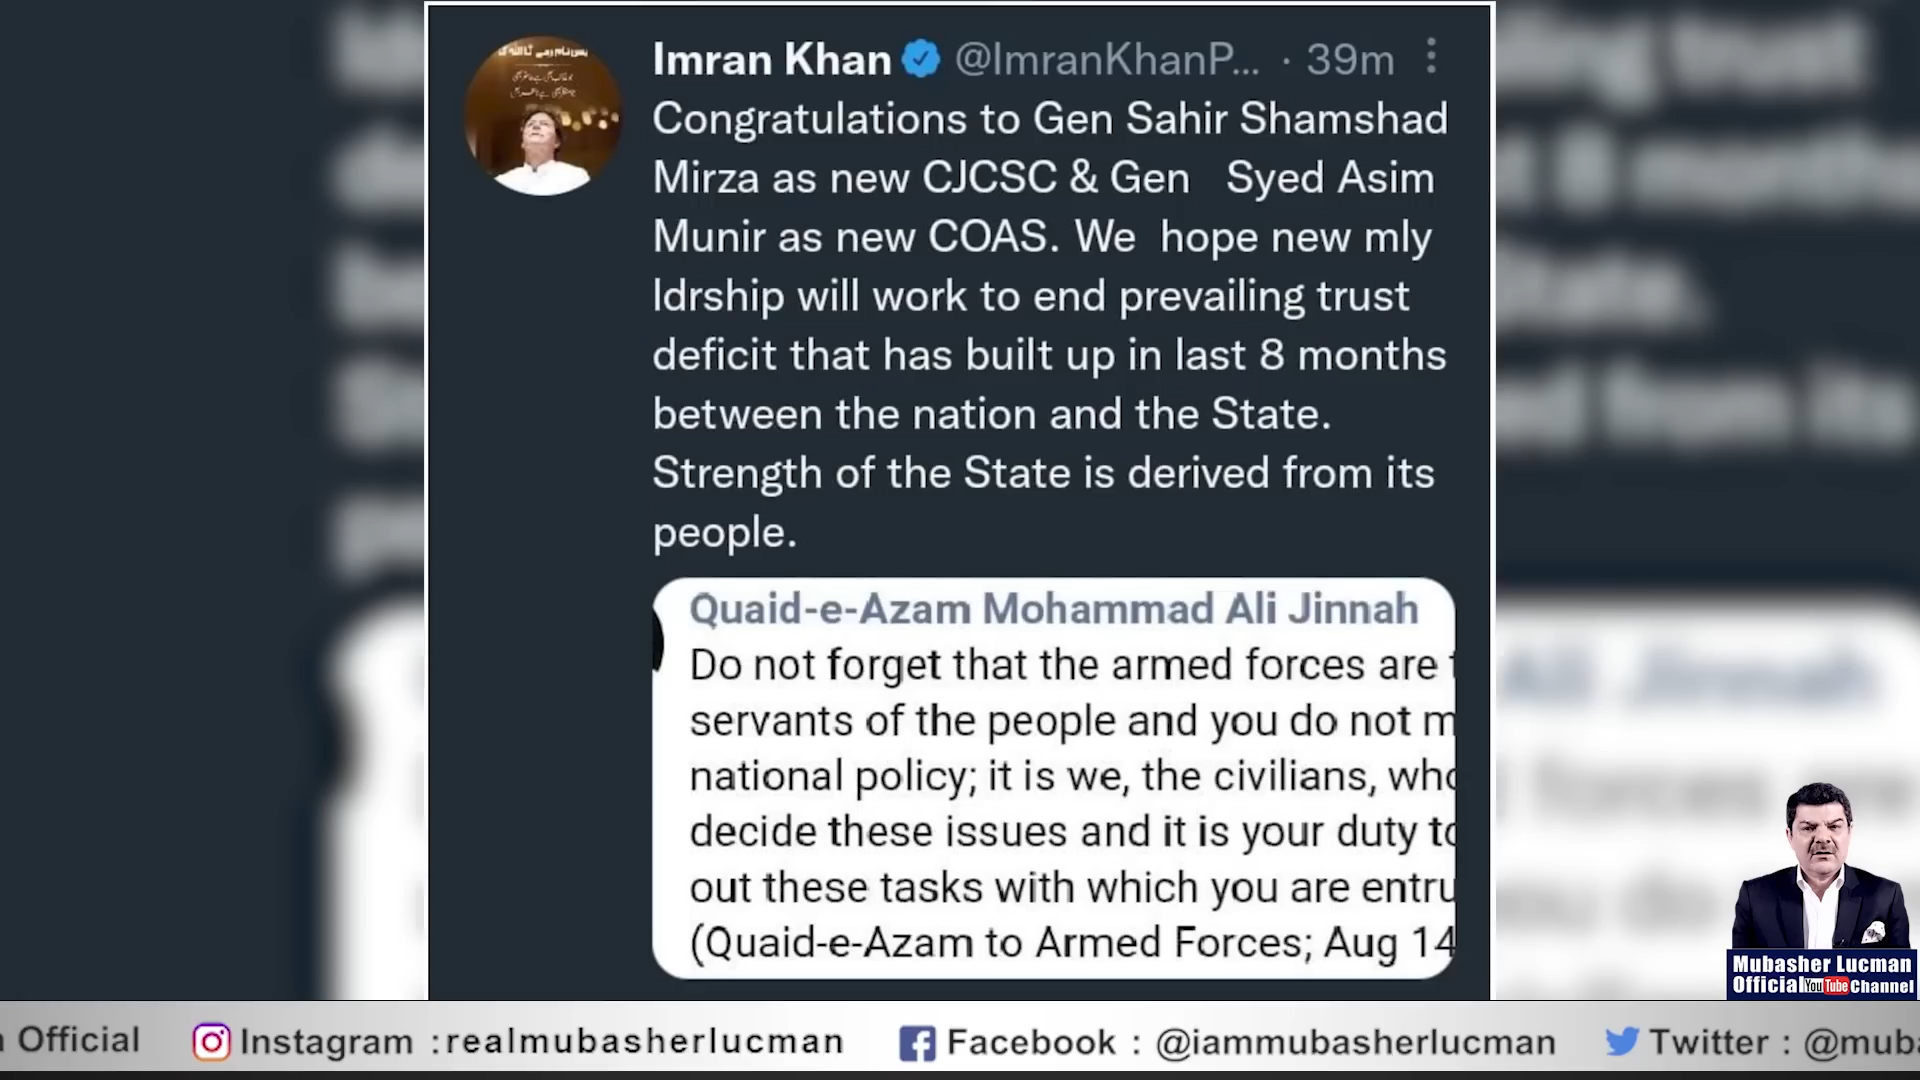 Imran Khan @ImranKhanP... · 39m
Congratulations to Gen Sahir Shamshad
Mirza as new CJCSC & Gen Syed Asim
Munir as new COAS. We hope new mly
ldrship will work to end prevailing trust
deficit that has built up in last 8 months
between the nation and the State.
Strength of the State is derived from its
people.
Quaid-e-Azam Mohammad Ali Jinnah
Do not forget that the armed forces are
servants of the people and you do not m
national policy; it is we, the civilians, who
decide these issues and it is your duty to
out these tasks with which you are entru
(Quaid-e-Azam to Armed Forces; Aug 14
Mubasher Lucman
Official YouTube Channel
Official Instagram :realmubasherlucman Facebook : @iammubasherlucman Twitter : @muba